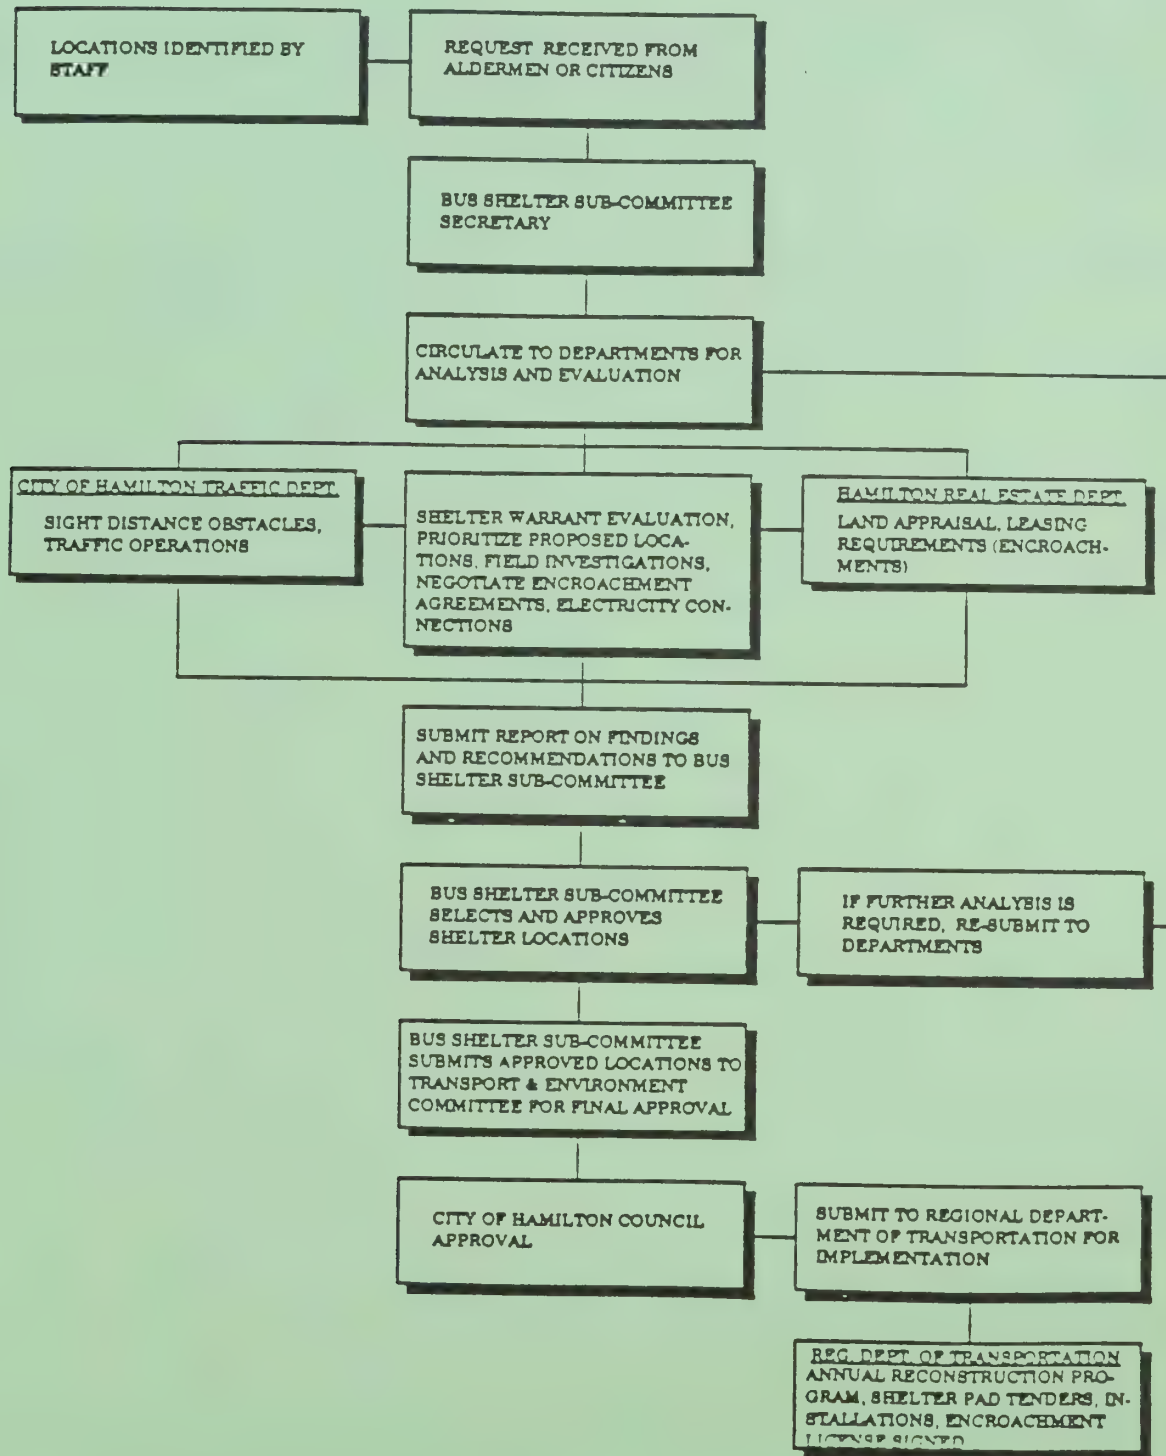 LOCATIONS IDENTIFIED BY
STAFF
REQUEST RECEIVED FROM
ALDERMEN OR CITIZENS
BUS SHELTER SUB-COMMITTEE
SECRETARY
CIRCULATE TO DEPARTMENTS FOR
ANALYSIS AND EVALUATION
CITY OF HAMILTON TRAFFIC DEPT.
SIGHT DISTANCE OBSTACLES,
TRAFFIC OPERATIONS
SHELTER WARRANT EVALUATION,
PRIORITIZE PROPOSED LOCA-
TIONS, FIELD INVESTIGATIONS,
NEGOTIATE ENCROACHMENT
AGREEMENTS, ELECTRICITY CON-
NECTIONS
HAMILTON REAL ESTATE DEPT.
LAND APPRAISAL, LEASING
REQUIREMENTS (ENCROACH-
MENTS)
SUBMIT REPORT ON FINDINGS
AND RECOMMENDATIONS TO BUS
SHELTER SUB-COMMITTEE
BUS SHELTER SUB-COMMITTEE
SELECTS AND APPROVES
SHELTER LOCATIONS
IF FURTHER ANALYSIS IS
REQUIRED, RE-SUBMIT TO
DEPARTMENTS
BUS SHELTER SUB-COMMITTEE
SUBMITS APPROVED LOCATIONS TO
TRANSPORT & ENVIRONMENT
COMMITTEE FOR FINAL APPROVAL
CITY OF HAMILTON COUNCIL
APPROVAL
SUBMIT TO REGIONAL DEPART-
MENT OF TRANSPORTATION FOR
IMPLEMENTATION
REG. DEPT. OF TRANSPORTATION
ANNUAL RECONSTRUCTION PRO-
GRAM, SHELTER PAD TENDERS, IN-
STALLATIONS, ENCROACHMENT
LICENSE SIGNED